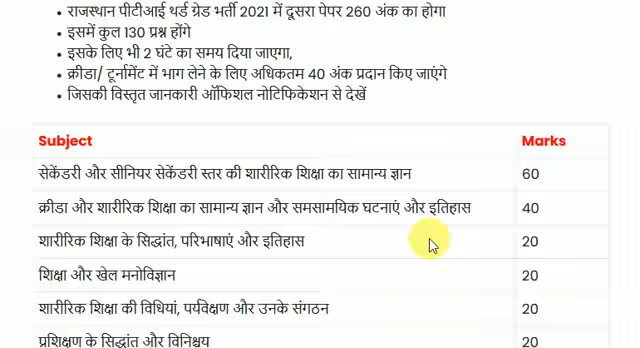 राजस्थान पीटीआई थर्ड ग्रेड भर्ती 2021 में दूसरा पेपर 260 अंक का होगा
इसमें कुल 130 प्रश्न होंगे
इसके लिए भी 2 घंटे का समय दिया जाएगा,
क्रीडा/ टूर्नामेंट में भाग लेने के लिए अधिकतम 40 अंक प्रदान किए जाएंगे
जिसकी विस्तृत जानकारी ऑफिशल नोटिफिकेशन से देखें
Subject Marks
सेकेंडरी और सीनियर सेकेंडरी स्तर की शारीरिक शिक्षा का सामान्य ज्ञान 60
क्रीडा और शारीरिक शिक्षा का सामान्य ज्ञान और समसामयिक घटनाएं और इतिहास 40
शारीरिक शिक्षा के सिद्धांत, परिभाषाएं और इतिहास 20
शिक्षा और खेल मनोविज्ञान 20
शारीरिक शिक्षा की विधियां, पर्यवेक्षण और उनके संगठन 20
प्रशिक्षण के सिद्धांत और विनिश्चय 20